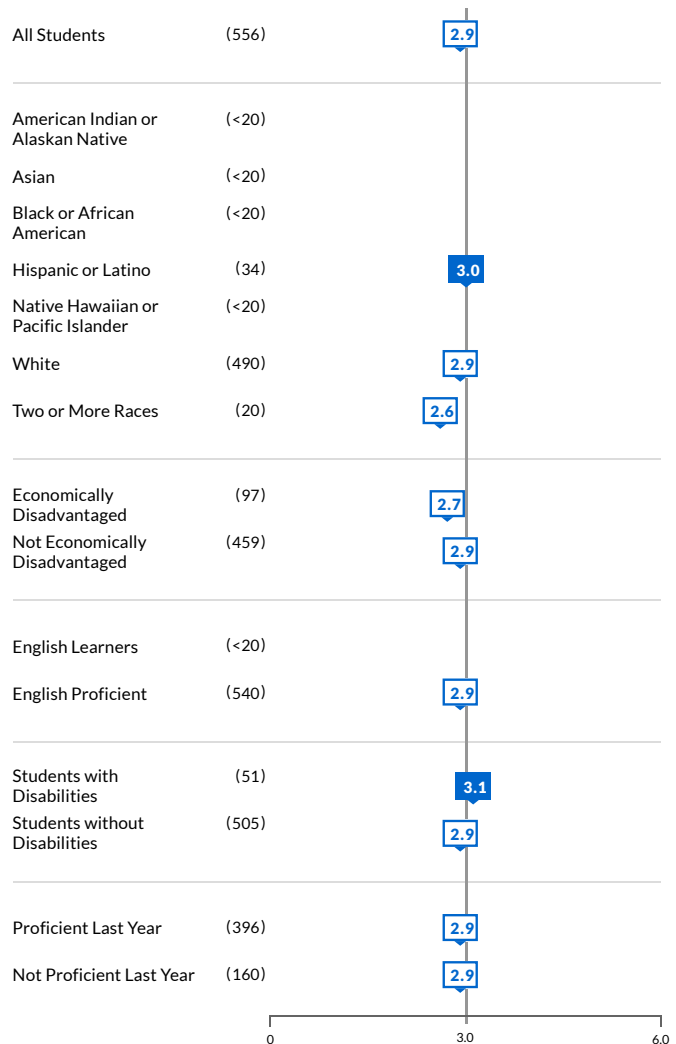 All Students (556) 2.9
American Indian or (<20)
Alaskan Native
Asian (<20)
Black or African (<20)
American
Hispanic or Latino (34) 3.0
Native Hawaiian or (<20)
Pacific Islander
White (490) 2.9
Two or More Races (20) 2.6
Economically (97) 2.7
Disadvantaged
Not Economically (459) 2.9
Disadvantaged
English Learners (<20)
English Proficient (540) 2.9
Students with (51) 3.1
Disabilities
Students without (505) 2.9
Disabilities
Proficient Last Year (396) 2.9
Not Proficient Last Year (160) 2.9
0 3.0 6.0